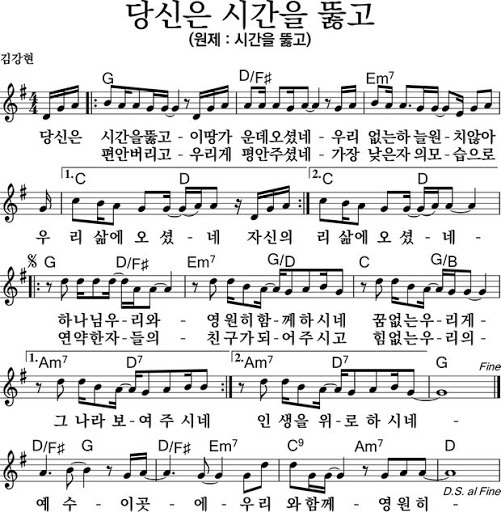 당신은 시간을 뚫고
(원제 : 시간을 뚫고)
김강현
G D/F# Em7
당신은 시간을뚫고-이땅가 운데오셨네-우리 없는하늘원-치않아
편안버리고-우리게 평안주셨네-가장 낮은자의모-습으로
1. C D 2. C D
우 리 삶에 오 셨 - 네 자신의 리 삶에 오 셨 - 네 -
G D/F# Em7 G/D C G/B
하나님우-리와- 영원히함-께하시네 꿈없는우-리게-
연약한자-들의- 친구가되-어주시고 힘없는우-리의-
1. Am7 D7 2. Am7 D7 G Fine
그 나라 보-여 주 시네 인 생을 위-로 하 시네 -
D/F# G D/F# Em7 C9 Am7 D
예 수 - 이곳 - 에-우리 와함께 - 영 원 히 -
D.S. al Fine